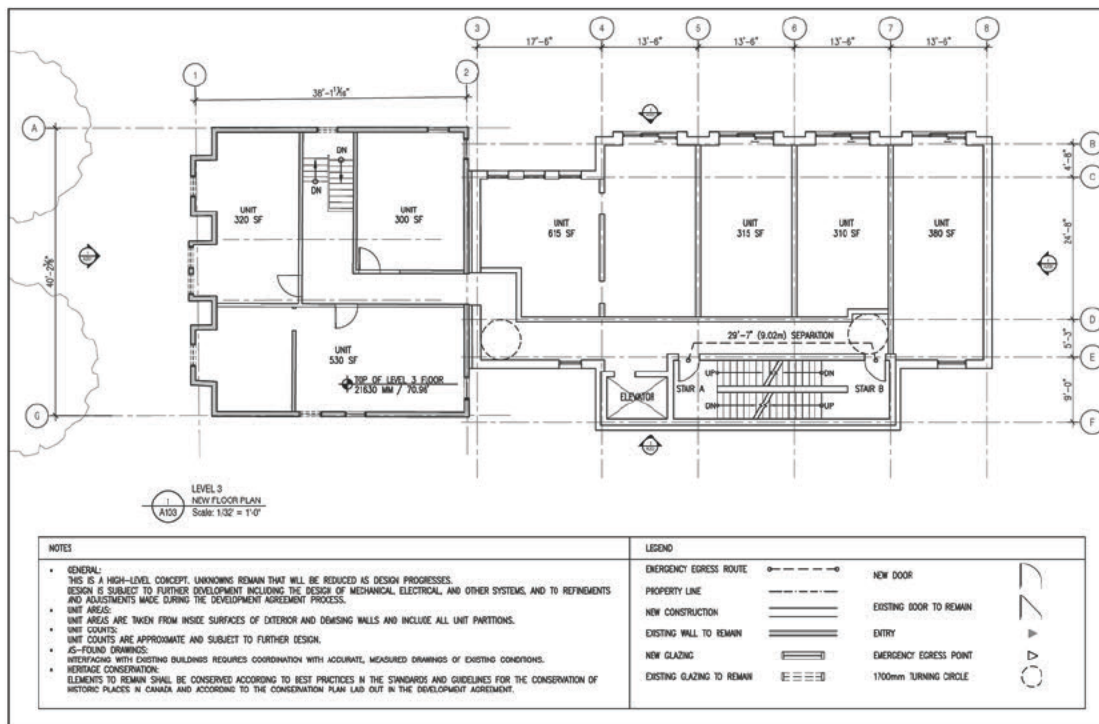 3
4
5
6
7
8
17'-6"
13'-6"
13'-6"
13'-6"
13'-6"
1
2
38'-1 1⁄16"
A
B
DN
4'-8"
C
DN
UNIT
320 SF
UNIT
300 SF
UNIT
615 SF
UNIT
315 SF
UNIT
310 SF
UNIT
380 SF
24'-8"
40'-2 3⁄8"
D
29'-7" (9.02m) SEPARATION
5'-3"
UNIT
530 SF
E
TOP OF LEVEL 3 FLOOR
21630 MM / 70.96'
UP
DN
STAIR A
STAIR B
ELEVATOR
9'-0"
DN
UP
G
F
1
A103
LEVEL 3
NEW FLOOR PLAN
Scale: 1/32" = 1'-0"
NOTES
• GENERAL:
THIS IS A HIGH-LEVEL CONCEPT. UNKNOWNS REMAIN THAT WILL BE REDUCED AS DESIGN PROGRESSES.
DESIGN IS SUBJECT TO FURTHER DEVELOPMENT INCLUDING THE DESIGN OF MECHANICAL, ELECTRICAL, AND OTHER SYSTEMS, AND TO REFINEMENTS
AND ADJUSTMENTS MADE DURING THE DEVELOPMENT AGREEMENT PROCESS.
• UNIT AREAS:
UNIT AREAS ARE TAKEN FROM INSIDE SURFACES OF EXTERIOR AND DEMISING WALLS AND INCLUDE ALL UNIT PARTITIONS.
• UNIT COUNTS:
UNIT COUNTS ARE APPROXIMATE AND SUBJECT TO FURTHER DESIGN.
• AS-FOUND DRAWINGS:
INTERFACING WITH EXISTING BUILDINGS REQUIRES COORDINATION WITH ACCURATE, MEASURED DRAWINGS OF EXISTING CONDITIONS.
• HERITAGE CONSERVATION:
ELEMENTS TO REMAIN SHALL BE CONSERVED ACCORDING TO BEST PRACTICES IN THE STANDARDS AND GUIDELINES FOR THE CONSERVATION OF
HISTORIC PLACES IN CANADA AND ACCORDING TO THE CONSERVATION PLAN LAID OUT IN THE DEVELOPMENT AGREEMENT.
LEGEND
EMERGENCY EGRESS ROUTE
PROPERTY LINE
NEW CONSTRUCTION
EXISTING WALL TO REMAIN
NEW GLAZING
EXISTING GLAZING TO REMAIN
NEW DOOR
EXISTING DOOR TO REMAIN
ENTRY
EMERGENCY EGRESS POINT
1700mm TURNING CIRCLE